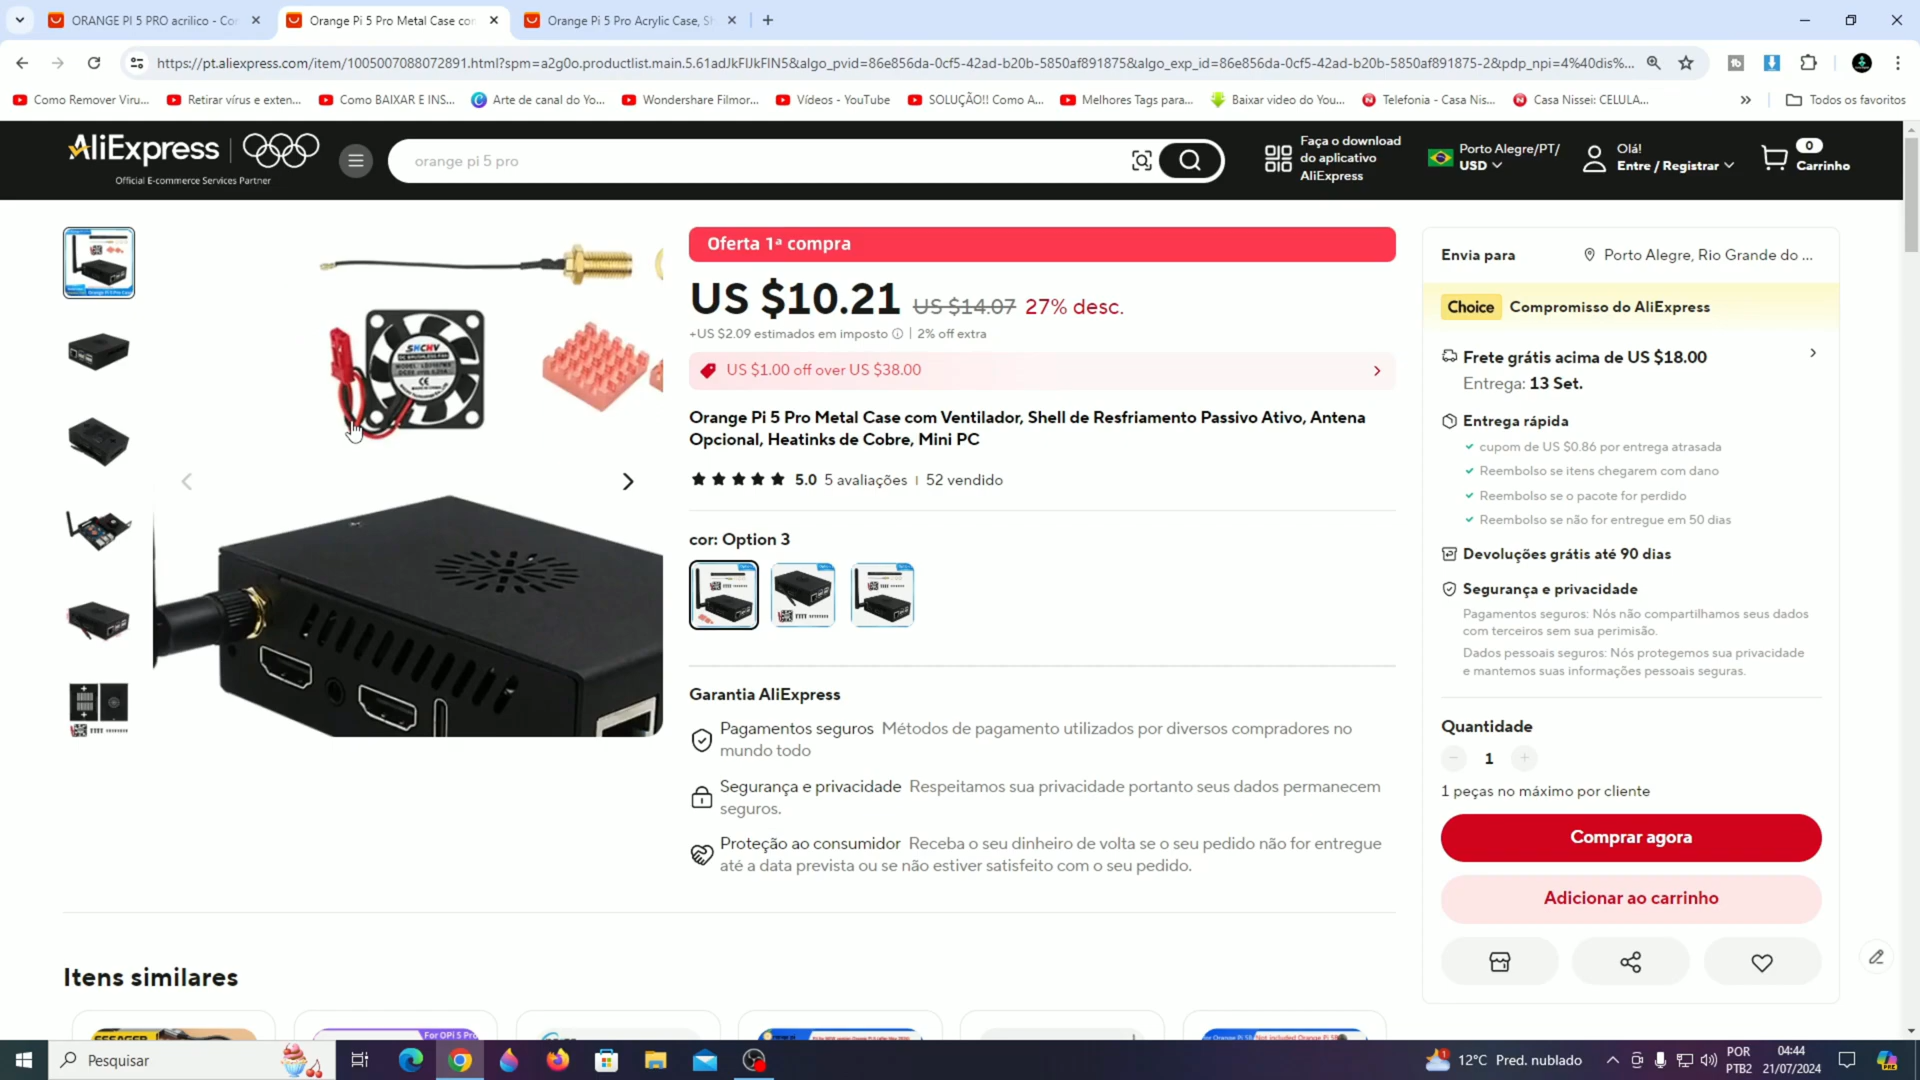 ORANGE PI 5 PRO acrilico - Cor
Orange Pi 5 Pro Metal Case cor
Orange Pi 5 Pro Acrylic Case, Sh
https://pt.aliexpress.com/item/1005007088072891.html?spm=a2g0o.productlist.main.5.61adJkFIJkFIN5&algo_pvid=86e856da-0cf5-42ad-b20b-5850af891875&algo_exp_id=86e856da-0cf5-42ad-b20b-5850af891875-2&pdp_npi=4%40dis%...
Como Remover Viru...
Retirar vírus e exten...
Como BAIXAR E INS...
Arte de canal do Yo...
Wondershare Filmor...
Vídeos - YouTube
SOLUÇÃO!! Como A...
Melhores Tags para...
Baixar video do You...
Telefonia - Casa Nis...
Casa Nissei: CELULA...
Todos os favoritos
AliExpress
Official E-commerce Services Partner
orange pi 5 pro
Faça o download
do aplicativo
AliExpress
Porto Alegre/PT/
USD
Olá!
Entre / Registrar
0
Carrinho
SNCHV
CE
Oferta 1ª compra
US $10.21 US $14.07 27% desc.
+US $2.09 estimados em imposto | 2% off extra
US $1.00 off over US $38.00
Orange Pi 5 Pro Metal Case com Ventilador, Shell de Resfriamento Passivo Ativo, Antena
Opcional, Heatinks de Cobre, Mini PC
5.0 5 avaliações | 52 vendido
cor: Option 3
Garantia AliExpress
Pagamentos seguros Métodos de pagamento utilizados por diversos compradores no
mundo todo
Segurança e privacidade Respeitamos sua privacidade portanto seus dados permanecem
seguros.
Proteção ao consumidor Receba o seu dinheiro de volta se o seu pedido não for entregue
até a data prevista ou se não estiver satisfeito com o seu pedido.
Envia para
Porto Alegre, Rio Grande do ...
Choice Compromisso do AliExpress
Frete grátis acima de US $18.00
Entrega: 13 Set.
Entrega rápida
cupom de US $0.86 por entrega atrasada
Reembolso se itens chegarem com dano
Reembolso se o pacote for perdido
Reembolso se não for entregue em 50 dias
Devoluções grátis até 90 dias
Segurança e privacidade
Pagamentos seguros: Nós não compartilhamos seus dados
com terceiros sem sua perimisão.
Dados pessoais seguros: Nós protegemos sua privacidade
e mantemos suas informações pessoais seguras.
Quantidade
1
1 peças no máximo por cliente
Comprar agora
Adicionar ao carrinho
Itens similares
For OPi 5 Pro
Pesquisar
12°C Pred. nublado
POR
PTB2
04:44
21/07/2024